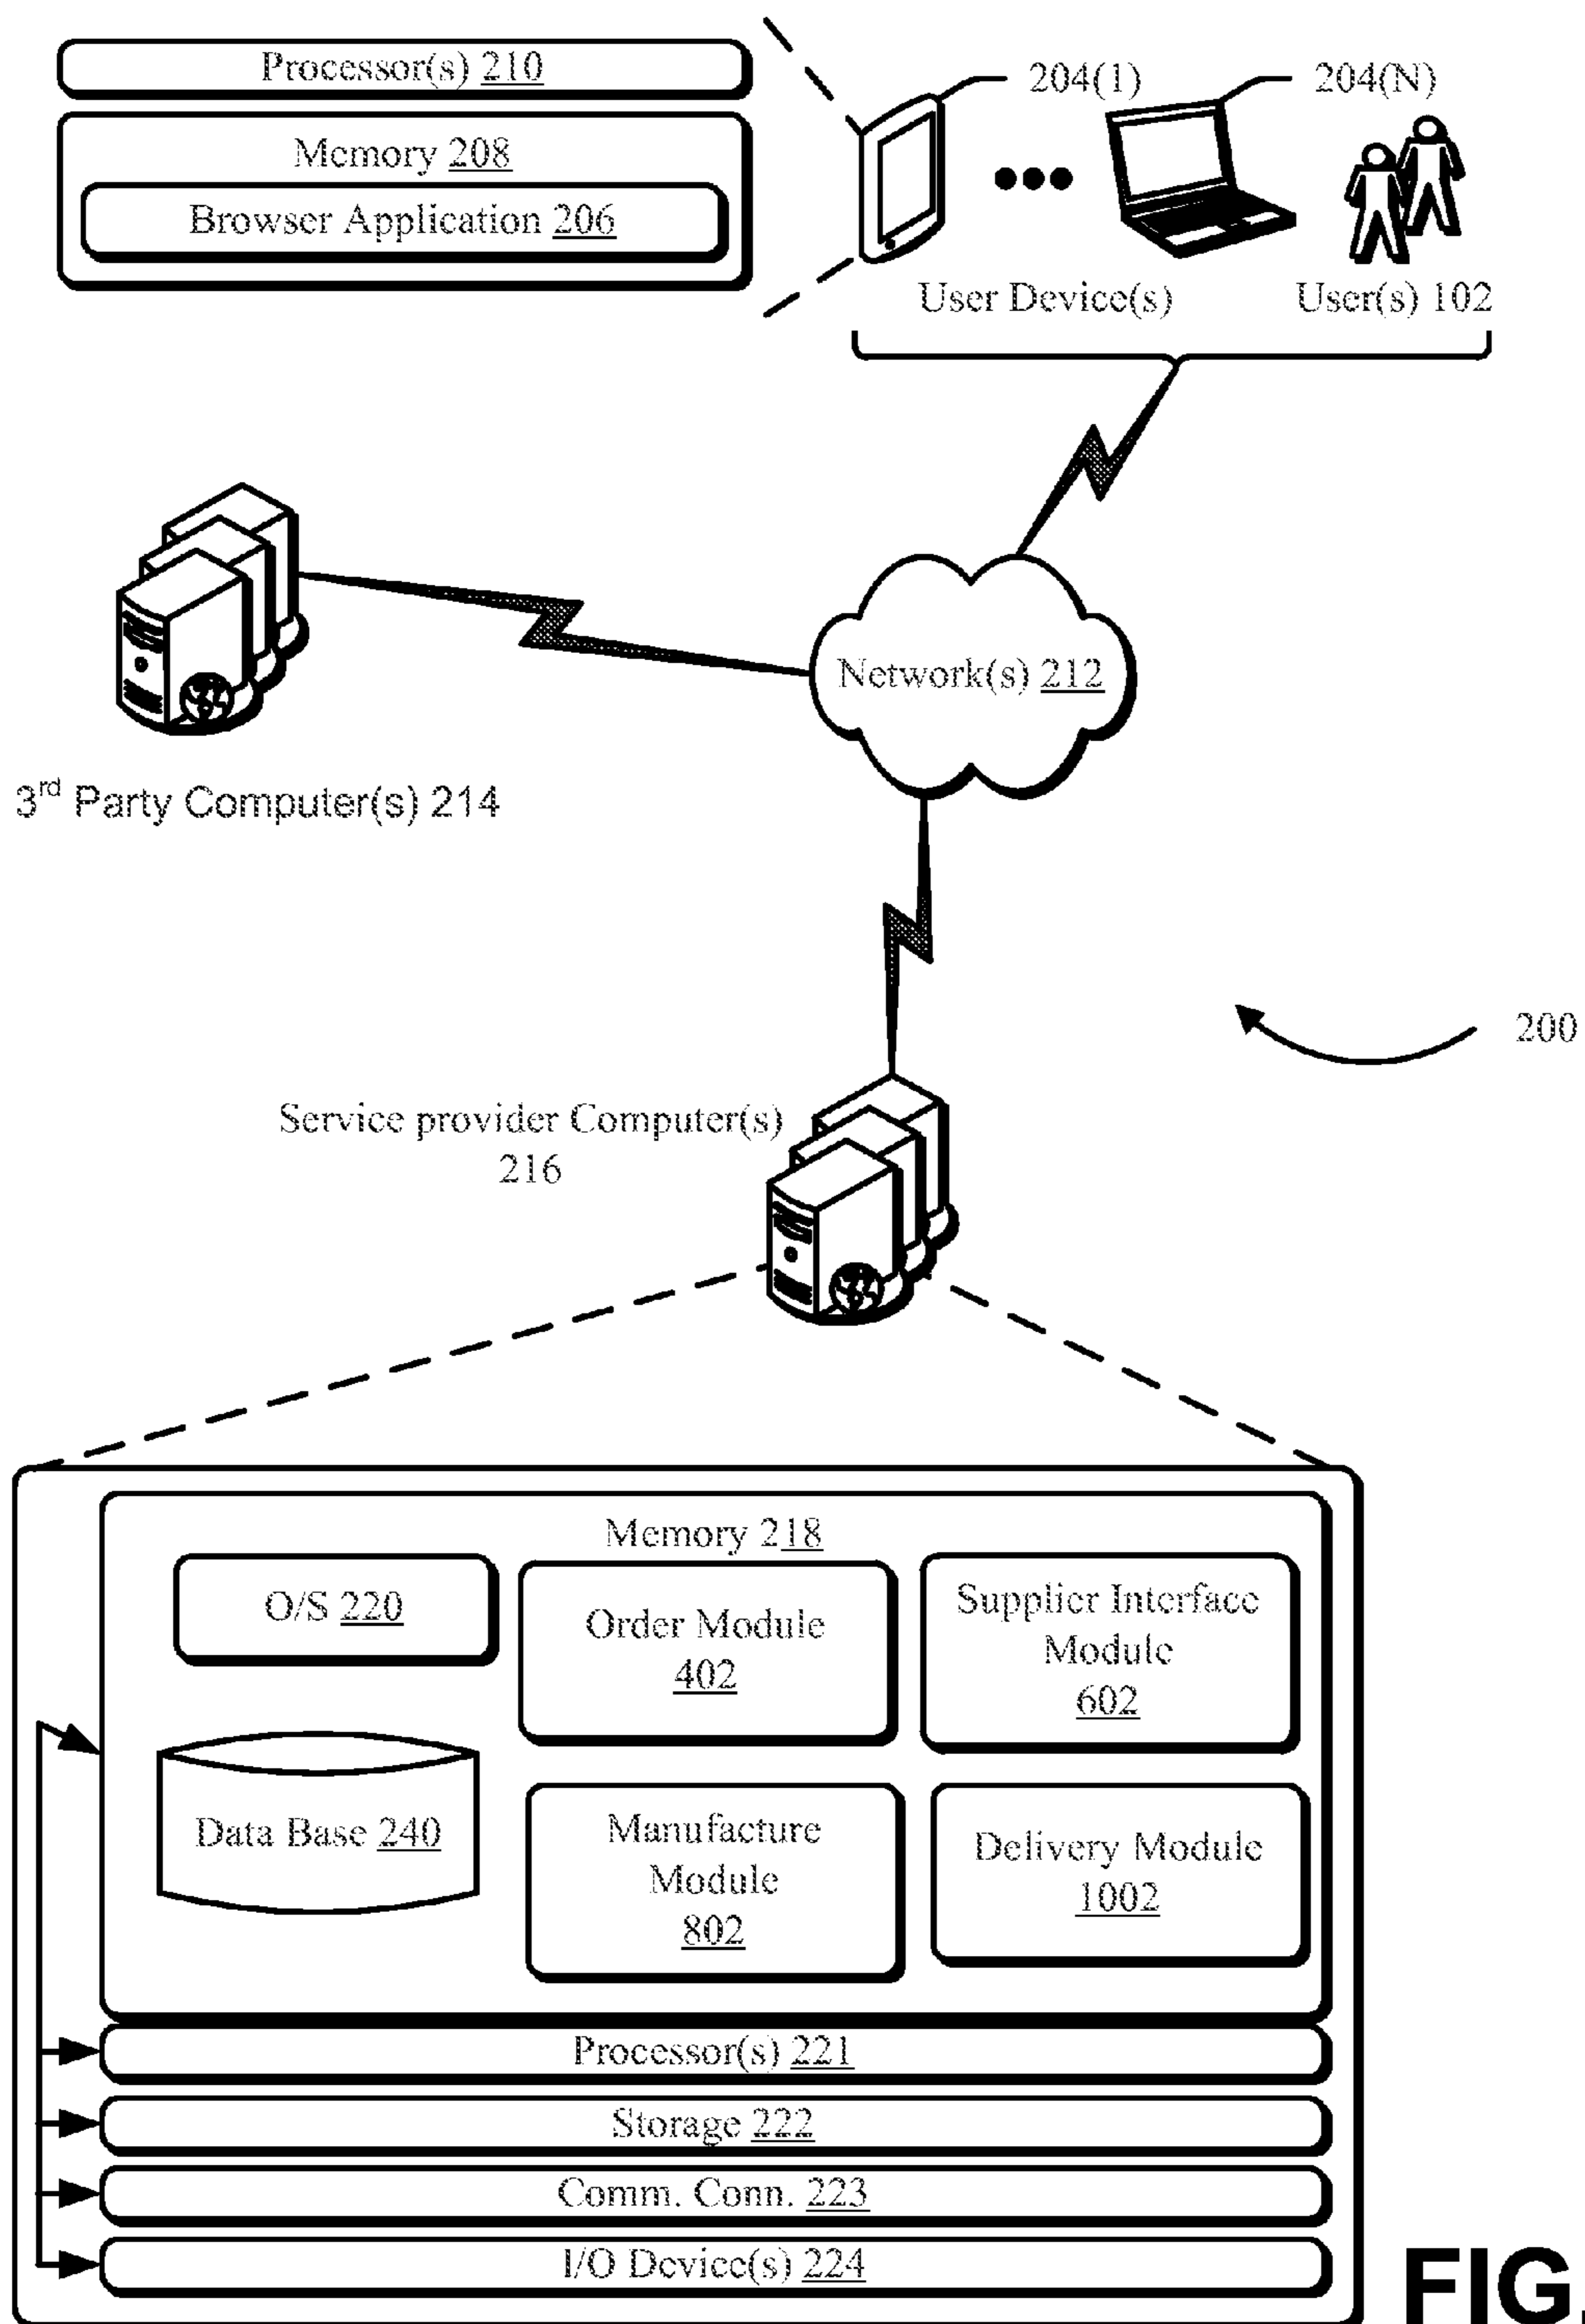 Processor(s) 210
Memory 208
Browser Application 206
204(1)
204(N)
User Device(s)
User(s) 102
Network(s) 212
3rd Party Computer(s) 214
200
Service provider Computer(s)
216
Memory 218
O/S 220
Order Module
402
Supplier Interface
Module
602
Data Base 240
Manufacture
Module
802
Delivery Module
1002
Processor(s) 221
Storage 222
Comm. Conn. 223
I/O Device(s) 224
FIG.